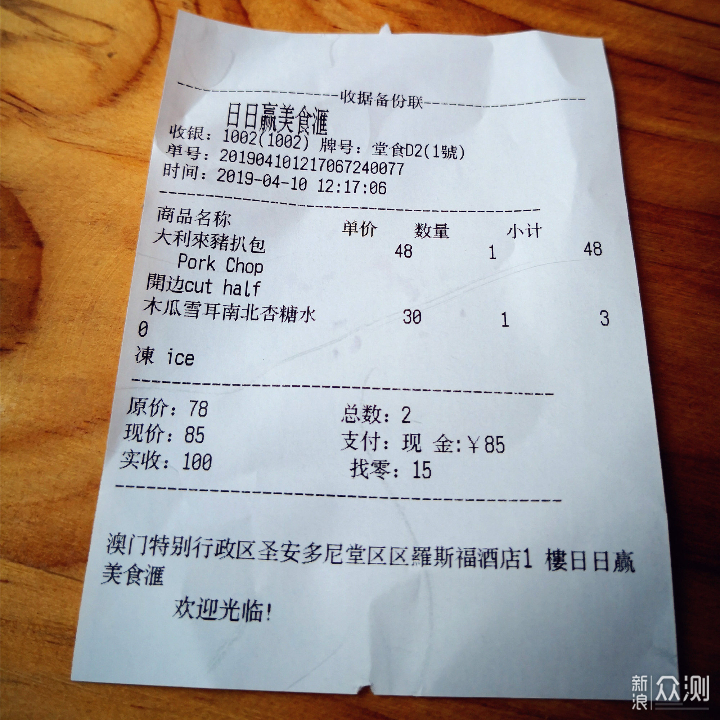 --------------------收据备份联--------------------
日日赢美食滙
收银: 1002(1002) 牌号: 堂食D2(1號)
单号: 201904101217067240077
时间: 2019-04-10 12:17:06
--------------------------------------------------
商品名称 单价 数量 小计
大利來豬扒包 48 1 48
Pork Chop
開边cut half
木瓜雪耳南北杏糖水 30 1 3
0
凍 ice
--------------------------------------------------
原价: 78 总数: 2
现价: 85 支付: 现 金:￥85
实收: 100 找零: 15
--------------------------------------------------
澳门特别行政区圣安多尼堂区区羅斯福酒店1 樓日日赢
美食滙
欢迎光临!
新浪 众测